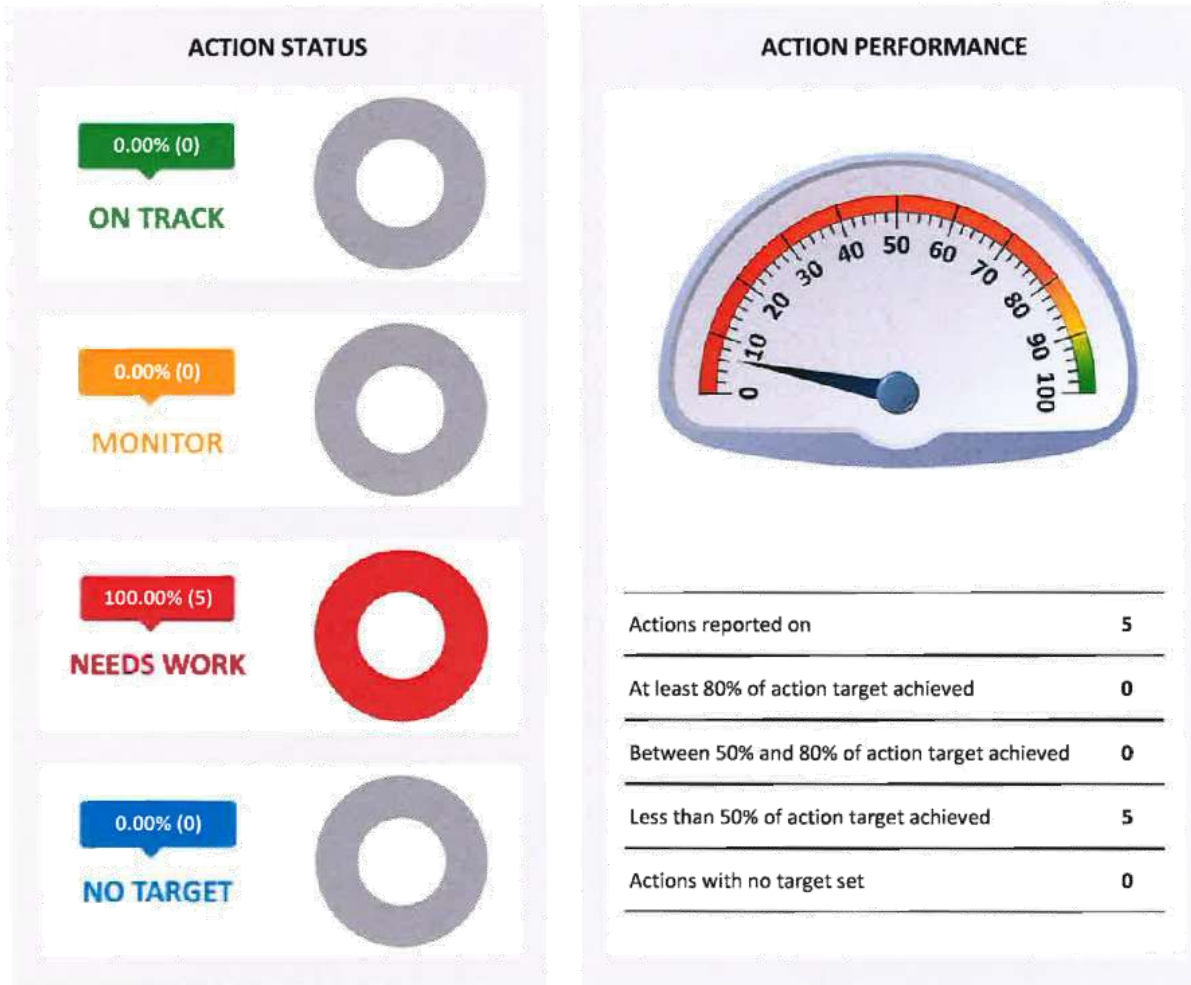 ACTION STATUS
0.00% (0)
ON TRACK
0.00% (0)
MONITOR
100.00% (5)
NEEDS WORK
0.00% (0)
NO TARGET
ACTION PERFORMANCE
0 10 20 30 40 50 60 70 80 90 100
Actions reported on 5
At least 80% of action target achieved 0
Between 50% and 80% of action target achieved 0
Less than 50% of action target achieved 5
Actions with no target set 0